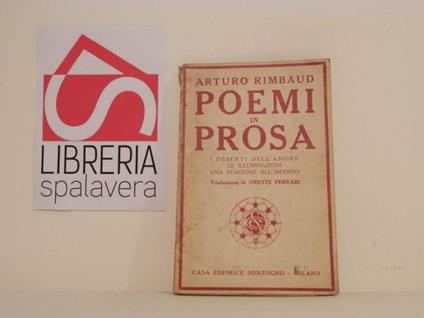 LIBRERIA
spalavera
ARTURO RIMBAUD
POEMI
IN
PROSA
I DESERTI DELL'AMORE
LE ILLUMINAZIONI
UNA STAGIONE ALL'INFERNO
Traduzione di ORESTE FERRARI
CASA EDITRICE SONZOGNO - MILANO